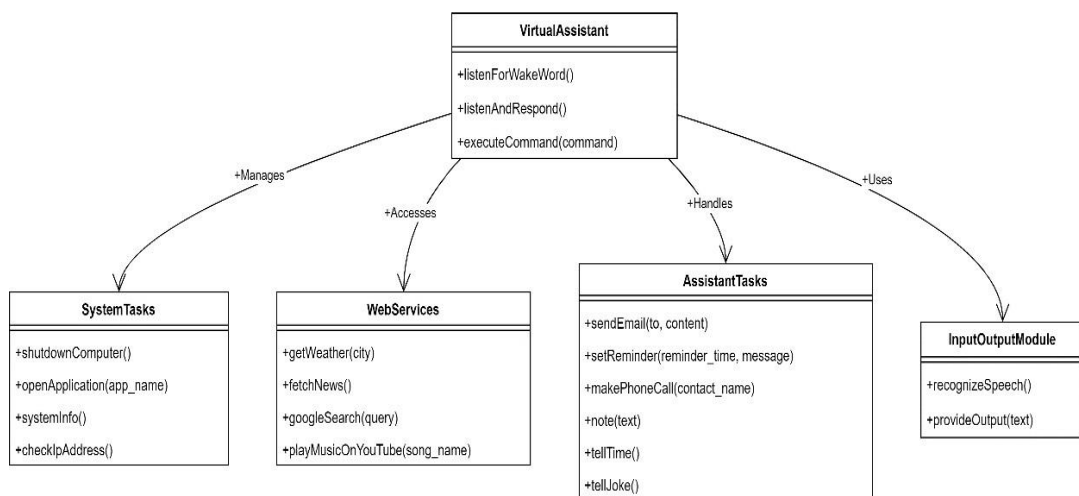 VirtualAssistant
+listenForWakeWord()
+listenAndRespond()
+executeCommand(command)
+Manages
+Accesses
+Handles
+Uses
SystemTasks
+shutdownComputer()
+openApplication(app_name)
+systemInfo()
+checkIpAddress()
WebServices
+getWeather(city)
+fetchNews()
+googleSearch(query)
+playMusicOnYouTube(song_name)
AssistantTasks
+sendEmail(to, content)
+setReminder(reminder_time, message)
+makePhoneCall(contact_name)
+note(text)
+tellTime()
+tellJoke()
InputOutputModule
+recognizeSpeech()
+provideOutput(text)